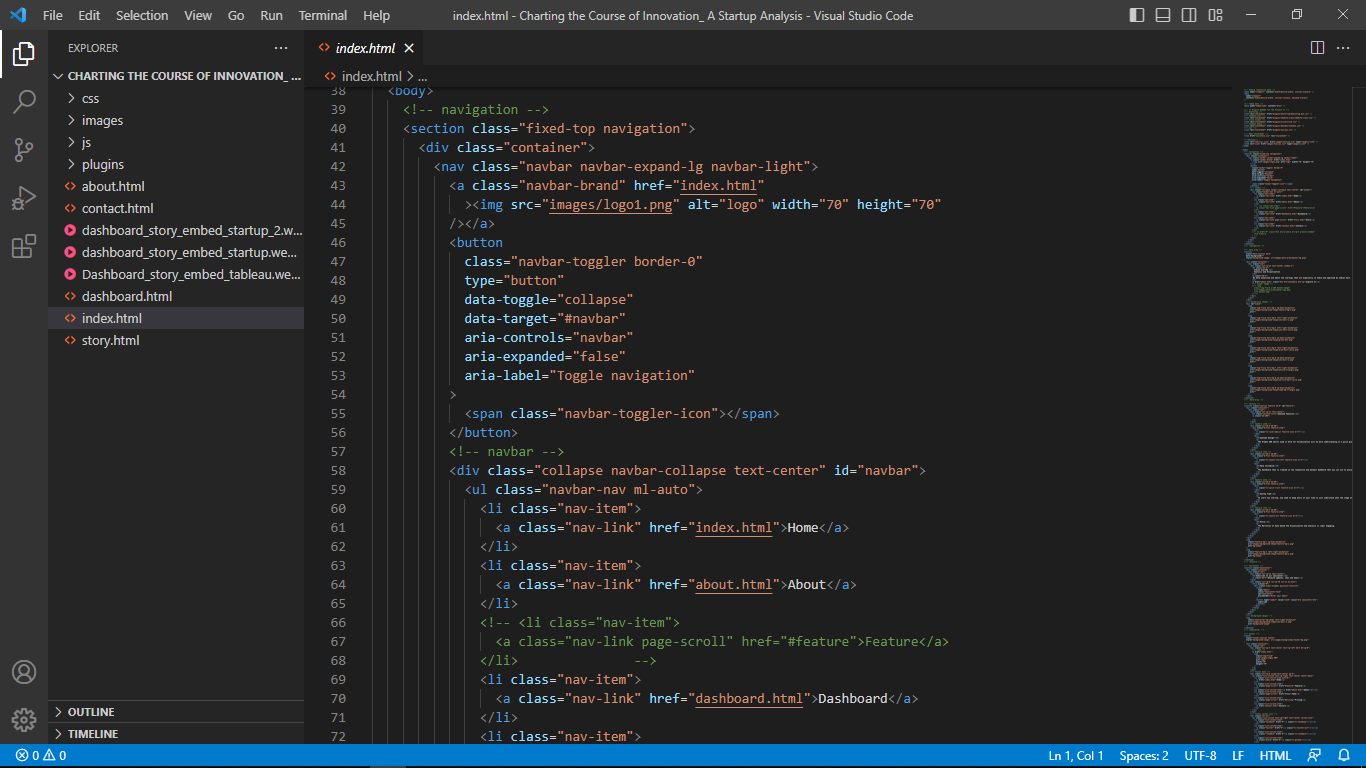 File Edit Selection View Go Run Terminal Help index.html - Charting the Course of Innovation_ A Startup Analysis - Visual Studio Code
EXPLORER
CHARTING THE COURSE OF INNOVATION_ ...
css
images
js
plugins
about.html
contact.html
dashboard_story_embed_startup_2.w...
dashboard_story_embed_startup.we...
Dashboard_story_embed_tableau.we...
dashboard.html
index.html
story.html
OUTLINE
TIMELINE
index.html
index.html > ...
38 <body>
39 <!-- navigation -->
40 <section class="fixed-top navigation">
41 <div class="container">
42 <nav class="navbar navbar-expand-lg navbar-light">
43 <a class="navbar-brand" href="index.html"
44 ><img src="images/logo1.png" alt="logo" width="70" height="70"
45 /></a>
46 <button
47 class="navbar-toggler border-0"
48 type="button"
49 data-toggle="collapse"
50 data-target="#navbar"
51 aria-controls="navbar"
52 aria-expanded="false"
53 aria-label="Toggle navigation"
54 >
55 <span class="navbar-toggler-icon"></span>
56 </button>
57 <!-- navbar -->
58 <div class="collapse navbar-collapse text-center" id="navbar">
59 <ul class="navbar-nav ml-auto">
60 <li class="nav-item">
61 <a class="nav-link" href="index.html">Home</a>
62 </li>
63 <li class="nav-item">
64 <a class="nav-link" href="about.html">About</a>
65 </li>
66 <!-- <li class="nav-item">
67 <a class="nav-link page-scroll" href="#feature">Feature</a>
68 </li> -->
69 <li class="nav-item">
70 <a class="nav-link" href="dashboard.html">Dashboard</a>
71 </li>
72 <li class="nav-item">
0 0 Ln 1, Col 1 Spaces: 2 UTF-8 LF HTML